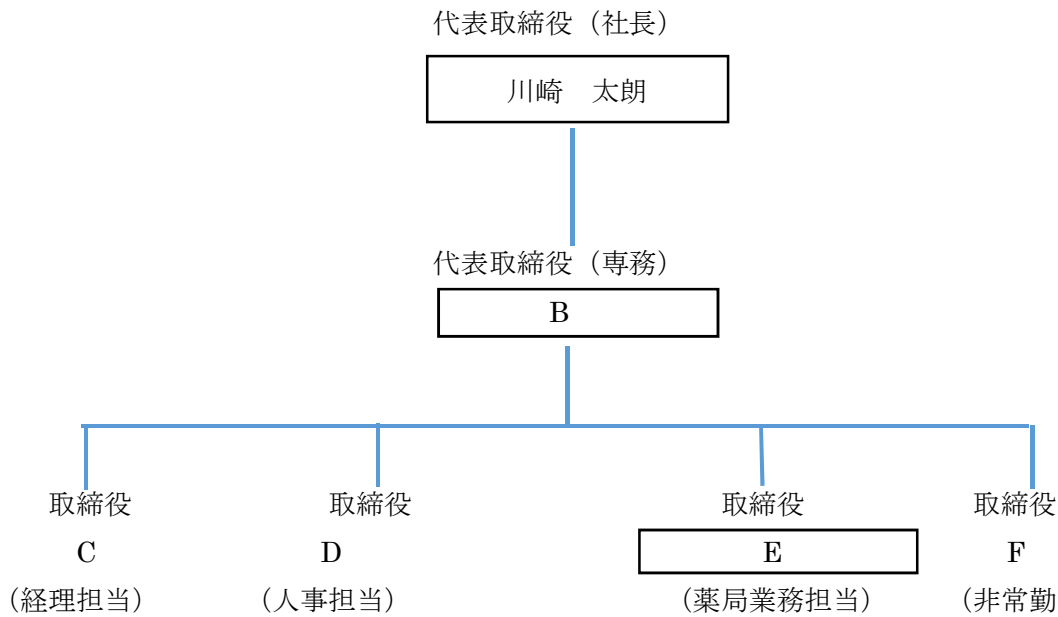 代表取締役（社長）
川崎　太朗
代表取締役（専務）
B
取締役 取締役 取締役 取締役
C D E F
（経理担当） （人事担当） （薬局業務担当） （非常勤